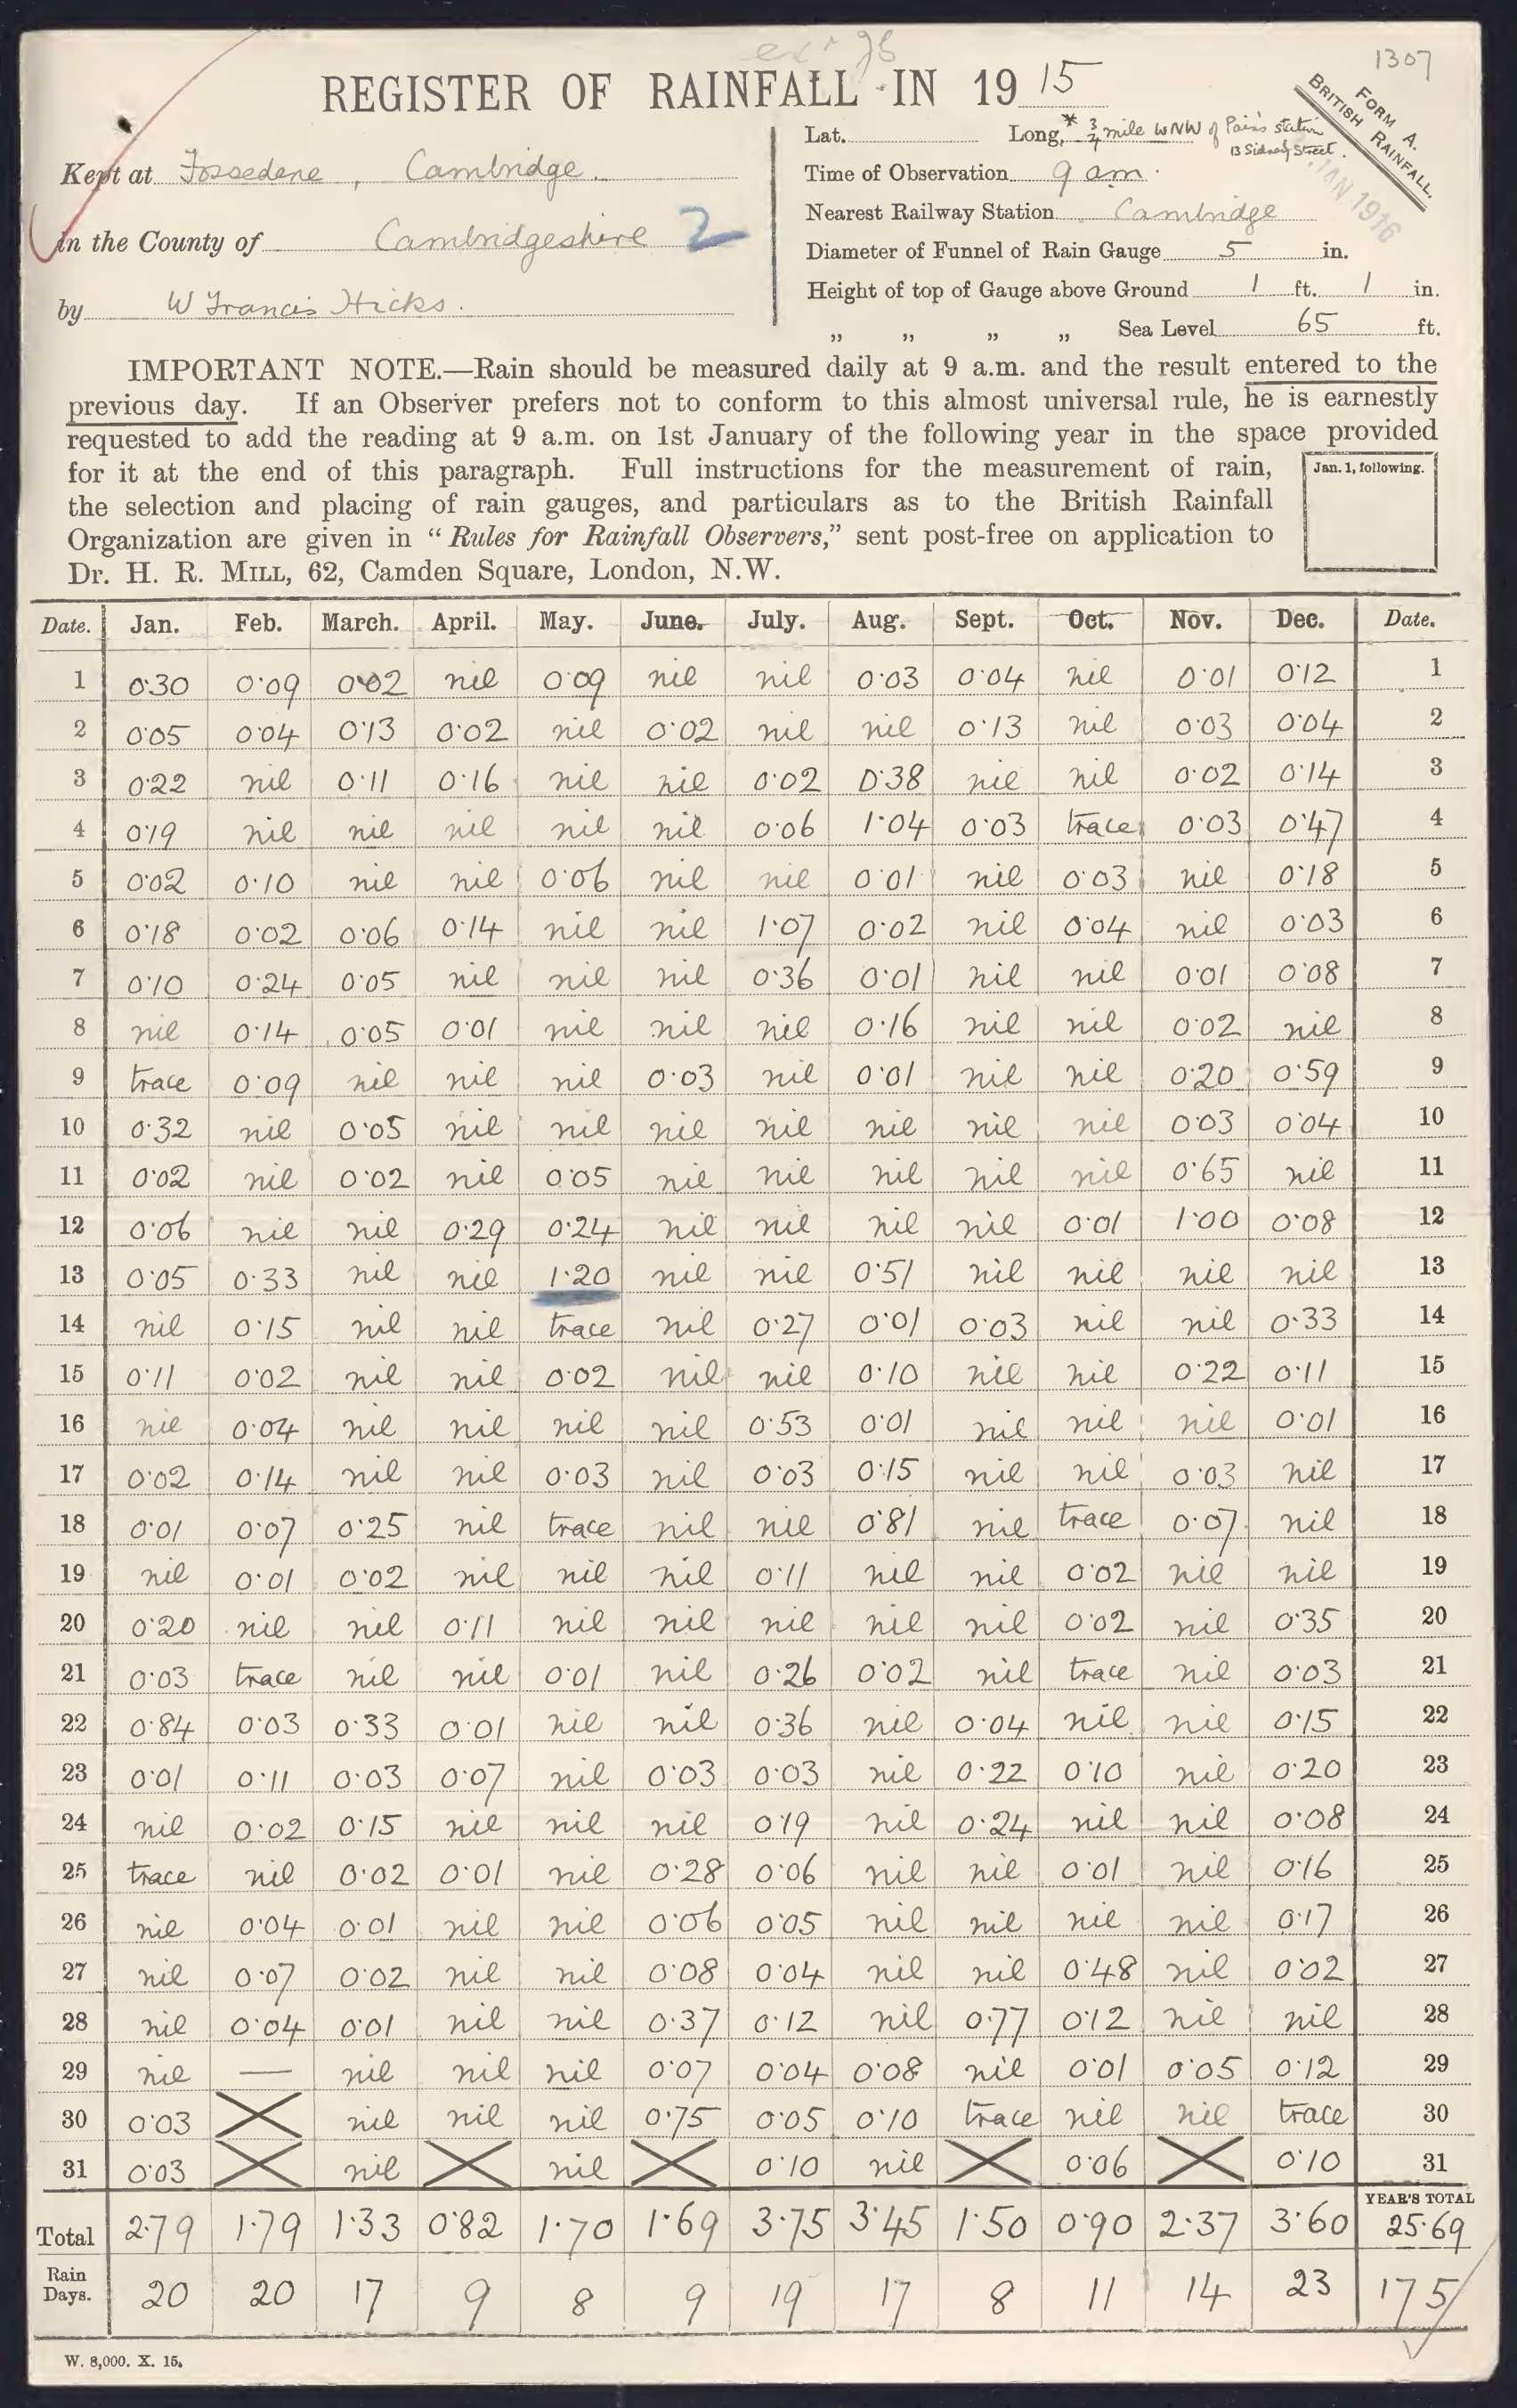 1307
REGISTER OF RAINFALL IN 1915
FORM A.
BRITISH RAINFALL.
JAN 1916
Kept at Fossedene, Cambridge.
in the County of Cambridgeshire 2
by W Francis Hicks.
Lat. Long. * 3/4 mile WNW of Pain's station
13 Sidney Street.
Time of Observation 9 am.
Nearest Railway Station Cambridge
Diameter of Funnel of Rain Gauge 5 in.
Height of top of Gauge above Ground 1 ft. 1 in.
„ „ „ „ Sea Level 65 ft.
IMPORTANT NOTE.—Rain should be measured daily at 9 a.m. and the result entered to the
previous day. If an Observer prefers not to conform to this almost universal rule, he is earnestly
requested to add the reading at 9 a.m. on 1st January of the following year in the space provided
for it at the end of this paragraph. Full instructions for the measurement of rain,
the selection and placing of rain gauges, and particulars as to the British Rainfall
Organization are given in "Rules for Rainfall Observers," sent post-free on application to
Dr. H. R. MILL, 62, Camden Square, London, N.W.
Jan. 1, following.
Date. Jan. Feb. March. April. May. June. July. Aug. Sept. Oct. Nov. Dec. Date.
1 0·30 0·09 0·02 nil 0·09 nil nil 0·03 0·04 nil 0·01 0·12 1
2 0·05 0·04 0·13 0·02 nil 0·02 nil nil 0·13 nil 0·03 0·04 2
3 0·22 nil 0·11 0·16 nil nil 0·02 0·38 nil nil 0·02 0·14 3
4 0·19 nil nil nil nil nil 0·06 1·04 0·03 trace 0·03 0·47 4
5 0·02 0·10 nil nil 0·06 nil nil 0·01 nil 0·03 nil 0·18 5
6 0·18 0·02 0·06 0·14 nil nil 1·07 0·02 nil 0·04 nil 0·03 6
7 0·10 0·24 0·05 nil nil nil 0·36 0·01 nil nil 0·01 0·08 7
8 nil 0·14 0·05 0·01 nil nil nil 0·16 nil nil 0·02 nil 8
9 trace 0·09 nil nil nil 0·03 nil 0·01 nil nil 0·20 0·59 9
10 0·32 nil 0·05 nil nil nil nil nil nil nil 0·03 0·04 10
11 0·02 nil 0·02 nil 0·05 nil nil nil nil nil 0·65 nil 11
12 0·06 nil nil 0·29 0·24 nil nil nil nil 0·01 1·00 0·08 12
13 0·05 0·33 nil nil 1·20 nil nil 0·51 nil nil nil nil 13
14 nil 0·15 nil nil trace nil 0·27 0·01 0·03 nil nil 0·33 14
15 0·11 0·02 nil nil 0·02 nil nil 0·10 nil nil 0·22 0·11 15
16 nil 0·04 nil nil nil nil 0·53 0·01 nil nil nil 0·01 16
17 0·02 0·14 nil nil 0·03 nil 0·03 0·15 nil nil 0·03 nil 17
18 0·01 0·07 0·25 nil trace nil nil 0·81 nil trace 0·07 nil 18
19 nil 0·01 0·02 nil nil nil 0·11 nil nil 0·02 nil nil 19
20 0·20 nil nil 0·11 nil nil nil nil nil 0·02 nil 0·35 20
21 0·03 trace nil nil 0·01 nil 0·26 0·02 nil trace nil 0·03 21
22 0·84 0·03 0·33 0·01 nil nil 0·36 nil 0·04 nil nil 0·15 22
23 0·01 0·11 0·03 0·07 nil 0·03 0·03 nil 0·22 0·10 nil 0·20 23
24 nil 0·02 0·15 nil nil nil 0·19 nil 0·24 nil nil 0·08 24
25 trace nil 0·02 0·01 nil 0·28 0·06 nil nil 0·01 nil 0·16 25
26 nil 0·04 0·01 nil nil 0·06 0·05 nil nil nil nil 0·17 26
27 nil 0·07 0·02 nil nil 0·08 0·04 nil nil 0·48 nil 0·02 27
28 nil 0·04 0·01 nil nil 0·37 0·12 nil 0·77 0·12 nil nil 28
29 nil — nil nil nil 0·07 0·04 0·08 nil 0·01 0·05 0·12 29
30 0·03 nil nil nil 0·75 0·05 0·10 trace nil nil trace 30
31 0·03 nil nil 0·10 nil 0·06 0·10 31
YEAR'S TOTAL
Total 2·79 1·79 1·33 0·82 1·70 1·69 3·75 3·45 1·50 0·90 2·37 3·60 25·69
Rain
Days. 20 20 17 9 8 9 19 17 8 11 14 23 175
W. 8,000. X. 15.